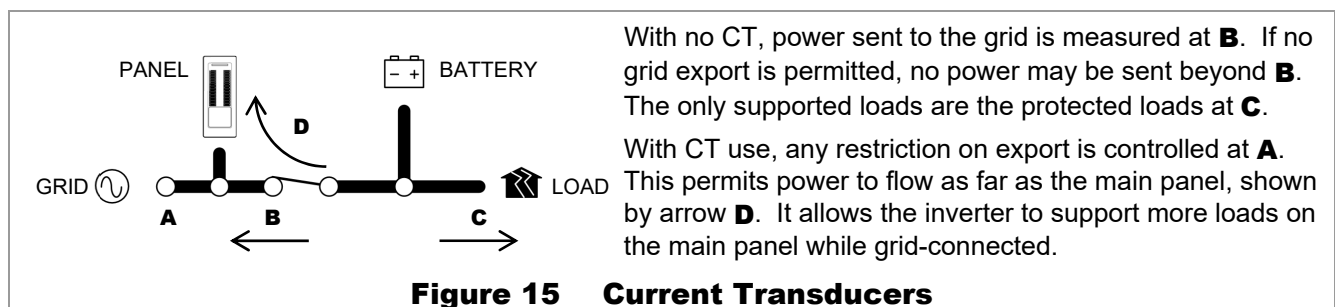 PANEL
- +
BATTERY
D
GRID
LOAD
A
B
C
With no CT, power sent to the grid is measured at B. If no
grid export is permitted, no power may be sent beyond B.
The only supported loads are the protected loads at C.
With CT use, any restriction on export is controlled at A.
This permits power to flow as far as the main panel, shown
by arrow D. It allows the inverter to support more loads on
the main panel while grid-connected.
Figure 15 Current Transducers